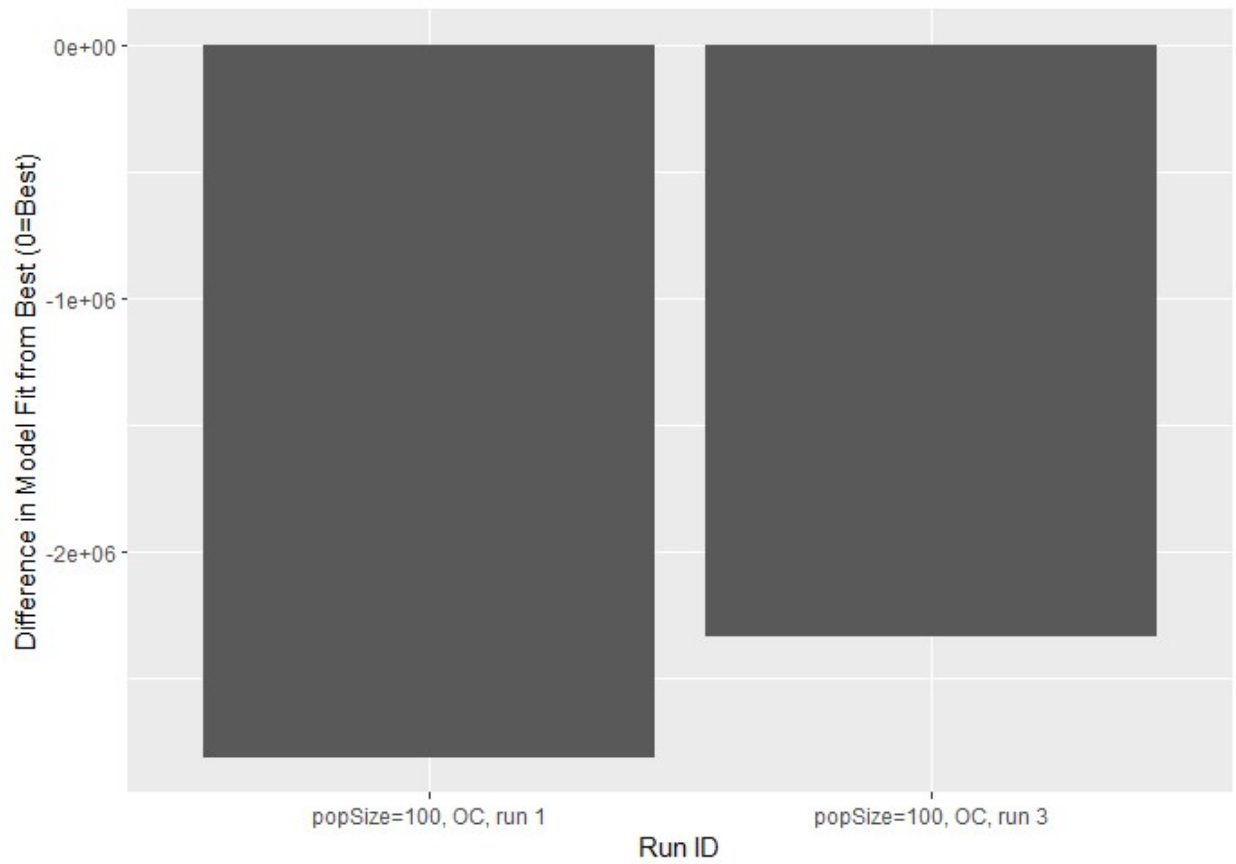 Difference in Model Fit from Best (0=Best)
0e+00
-1e+06
-2e+06
popSize=100, OC, run 1
popSize=100, OC, run 3
Run ID